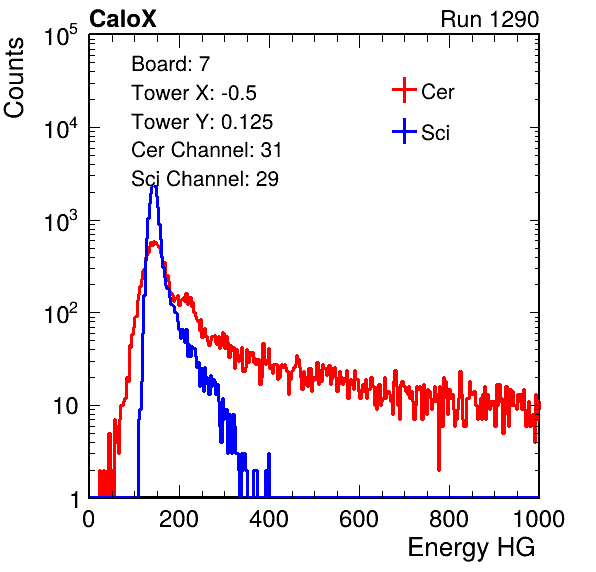 CaloX Run 1290
Counts
Board: 7
Tower X: -0.5
Tower Y: 0.125
Cer Channel: 31
Sci Channel: 29
Cer
Sci
10^5
10^4
10^3
10^2
10
1
0 200 400 600 800 1000
Energy HG